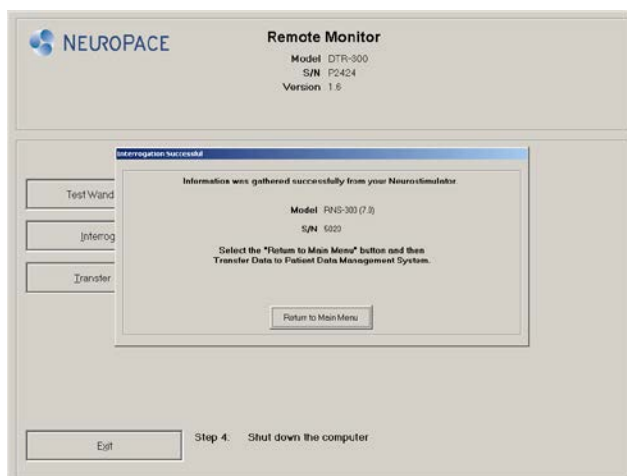 NEUROPACE
Remote Monitor
Model DTR-300
S/N P2424
Version 1.6
Interrogation Successful
Information was gathered successfully from your Neurostimulator.
Model RNS-300 (7.0)
S/N 5020
Select the "Return to Main Menu" button and then
Transfer Data to Patient Data Management System.
Return to Main Menu
Test Wand
Interrog
Transfer
Exit
Step 4: Shut down the computer